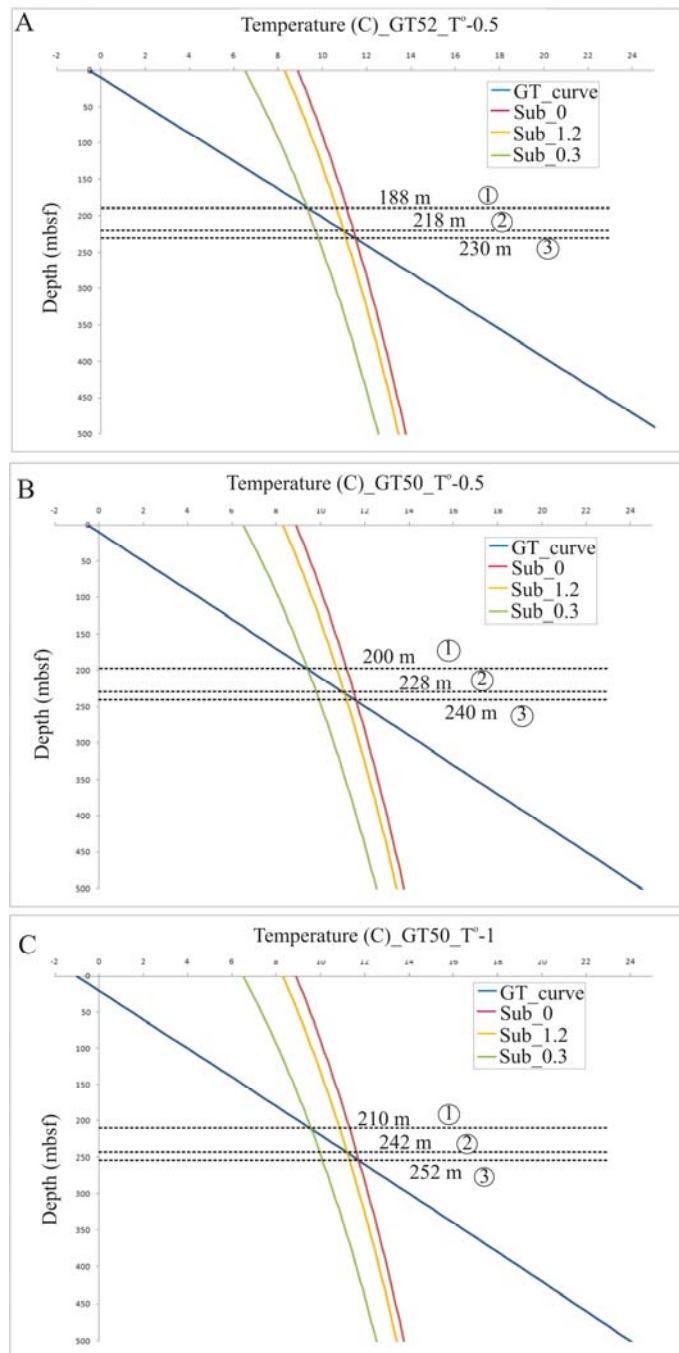 A
Temperature (C)_GT52_T°-0.5
-2 0 2 4 6 8 10 12 14 16 18 20 22 24
0
50
GT_curve
Sub_0
100
Sub_1.2
Sub_0.3
150
188 m 1
200
218 m 2
230 m 3
250
300
350
400
450
500
Depth (mbsf)
B
Temperature (C)_GT50_T°-0.5
-2 0 2 4 6 8 10 12 14 16 18 20 22 24
0
GT_curve
50
Sub_0
Sub_1.2
100
Sub_0.3
150
200 m 1
200
228 m 2
250
240 m 3
300
350
400
450
500
Depth (mbsf)
C
Temperature (C)_GT50_T°-1
-2 0 2 4 6 8 10 12 14 16 18 20 22 24
0
GT_curve
50
Sub_0
Sub_1.2
100
Sub_0.3
150
210 m 1
200
242 m 2
250
252 m 3
300
350
400
450
500
Depth (mbsf)